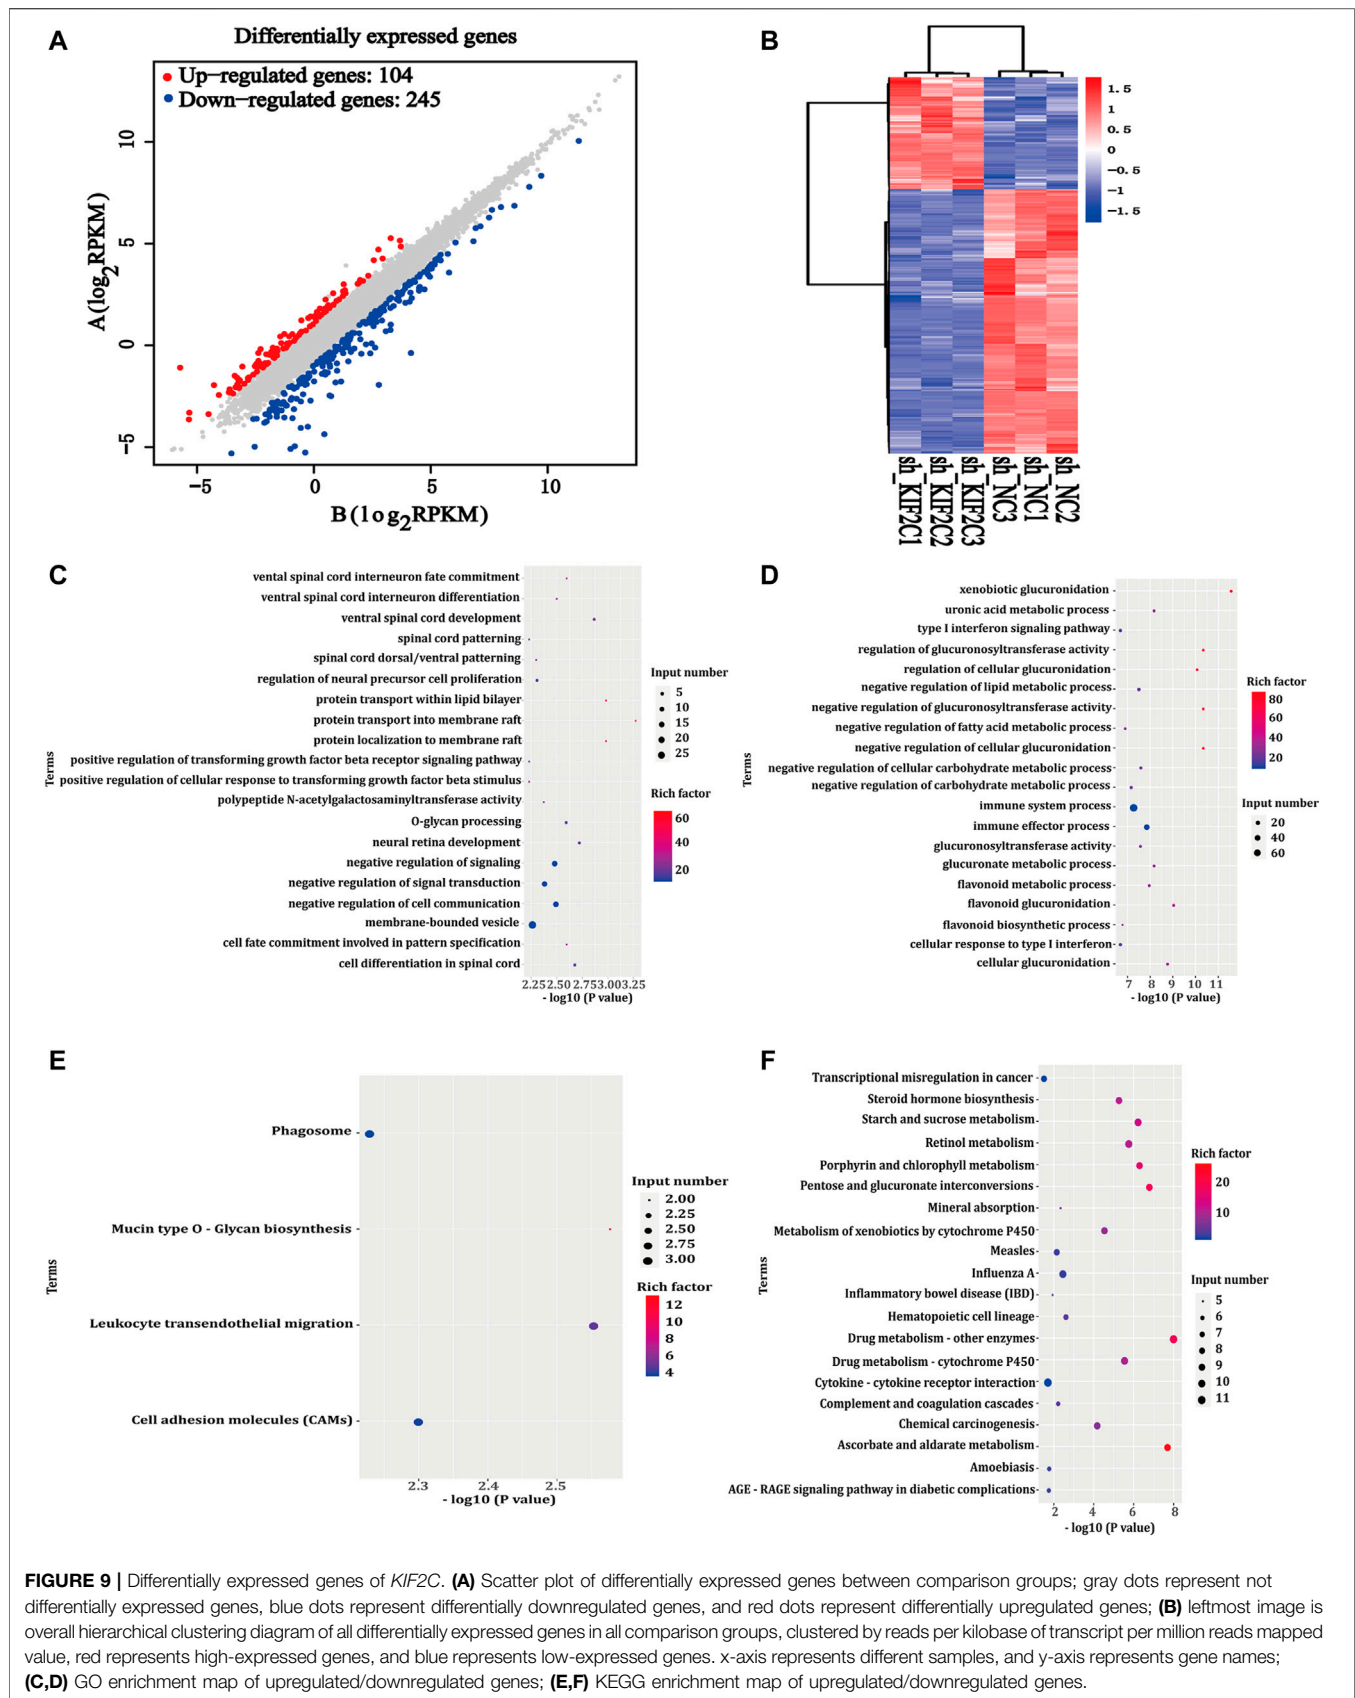 A
Differentially expressed genes
Up-regulated genes: 104
Down-regulated genes: 245
A(log2RPKM)
10
5
0
-5
-5 0 5 10
B(log2RPKM)
B
1.5
1
0.5
0
-0.5
-1
-1.5
sh_KIF2C1
sh_KIF2C2
sh_KIF2C3
sh_NC3
sh_NC1
sh_NC2
C
Terms
vental spinal cord interneuron fate commitment
ventral spinal cord interneuron differentiation
ventral spinal cord development
spinal cord patterning
spinal cord dorsal/ventral patterning
regulation of neural precursor cell proliferation
protein transport within lipid bilayer
protein transport into membrane raft
protein localization to membrane raft
positive regulation of transforming growth factor beta receptor signaling pathway
positive regulation of cellular response to transforming growth factor beta stimulus
polypeptide N-acetylgalactosaminyltransferase activity
O-glycan processing
neural retina development
negative regulation of signaling
negative regulation of signal transduction
negative regulation of cell communication
membrane-bounded vesicle
cell fate commitment involved in pattern specification
cell differentiation in spinal cord
2.25 2.50 2.75 3.00 3.25
- log10 (P value)
Input number
5
10
15
20
25
Rich factor
60
40
20
D
Terms
xenobiotic glucuronidation
uronic acid metabolic process
type I interferon signaling pathway
regulation of glucuronosyltransferase activity
regulation of cellular glucuronidation
negative regulation of lipid metabolic process
negative regulation of glucuronosyltransferase activity
negative regulation of fatty acid metabolic process
negative regulation of cellular glucuronidation
negative regulation of cellular carbohydrate metabolic process
negative regulation of carbohydrate metabolic process
immune system process
immune effector process
glucuronosyltransferase activity
glucuronate metabolic process
flavonoid metabolic process
flavonoid glucuronidation
flavonoid biosynthetic process
cellular response to type I interferon
cellular glucuronidation
7 8 9 10 11
- log10 (P value)
Rich factor
80
60
40
20
Input number
20
40
60
E
Terms
Phagosome
Mucin type O - Glycan biosynthesis
Leukocyte transendothelial migration
Cell adhesion molecules (CAMs)
2.3 2.4 2.5
- log10 (P value)
Input number
2.00
2.25
2.50
2.75
3.00
Rich factor
12
10
8
6
4
F
Terms
Transcriptional misregulation in cancer
Steroid hormone biosynthesis
Starch and sucrose metabolism
Retinol metabolism
Porphyrin and chlorophyll metabolism
Pentose and glucuronate interconversions
Mineral absorption
Metabolism of xenobiotics by cytochrome P450
Measles
Influenza A
Inflammatory bowel disease (IBD)
Hematopoietic cell lineage
Drug metabolism - other enzymes
Drug metabolism - cytochrome P450
Cytokine - cytokine receptor interaction
Complement and coagulation cascades
Chemical carcinogenesis
Ascorbate and aldarate metabolism
Amoebiasis
AGE - RAGE signaling pathway in diabetic complications
2 4 6 8
- log10 (P value)
Rich factor
20
10
Input number
5
6
7
8
9
10
11
FIGURE 9 | Differentially expressed genes of KIF2C. (A) Scatter plot of differentially expressed genes between comparison groups; gray dots represent not
differentially expressed genes, blue dots represent differentially downregulated genes, and red dots represent differentially upregulated genes; (B) leftmost image is
overall hierarchical clustering diagram of all differentially expressed genes in all comparison groups, clustered by reads per kilobase of transcript per million reads mapped
value, red represents high-expressed genes, and blue represents low-expressed genes. x-axis represents different samples, and y-axis represents gene names;
(C,D) GO enrichment map of upregulated/downregulated genes; (E,F) KEGG enrichment map of upregulated/downregulated genes.